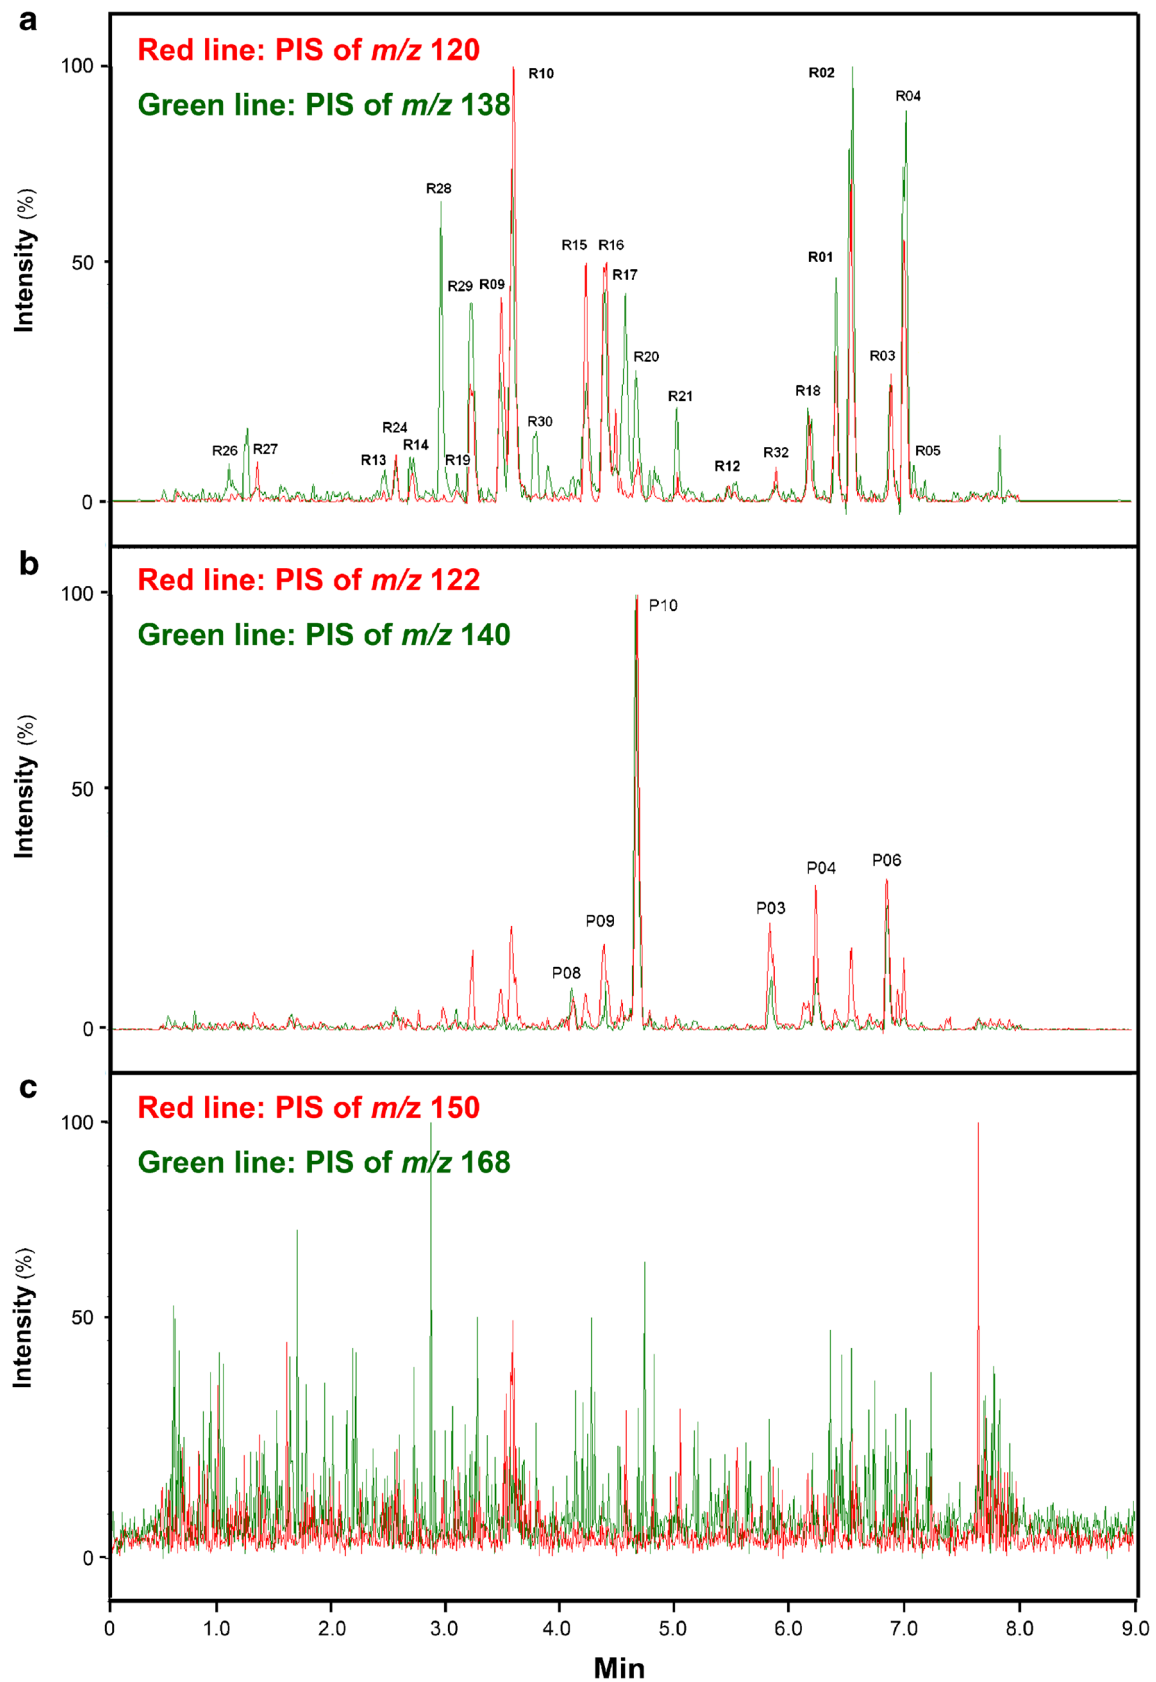 a
Red line: PIS of m/z 120
Green line: PIS of m/z 138
Intensity (%)
100
50
0
R26
R27
R13
R24
R14
R28
R19
R29
R09
R10
R30
R15
R16
R17
R20
R21
R12
R32
R18
R01
R02
R03
R04
R05
b
Red line: PIS of m/z 122
Green line: PIS of m/z 140
Intensity (%)
100
50
0
P08
P09
P10
P03
P04
P06
c
Red line: PIS of m/z 150
Green line: PIS of m/z 168
Intensity (%)
100
50
0
0 1.0 2.0 3.0 4.0 5.0 6.0 7.0 8.0 9.0
Min